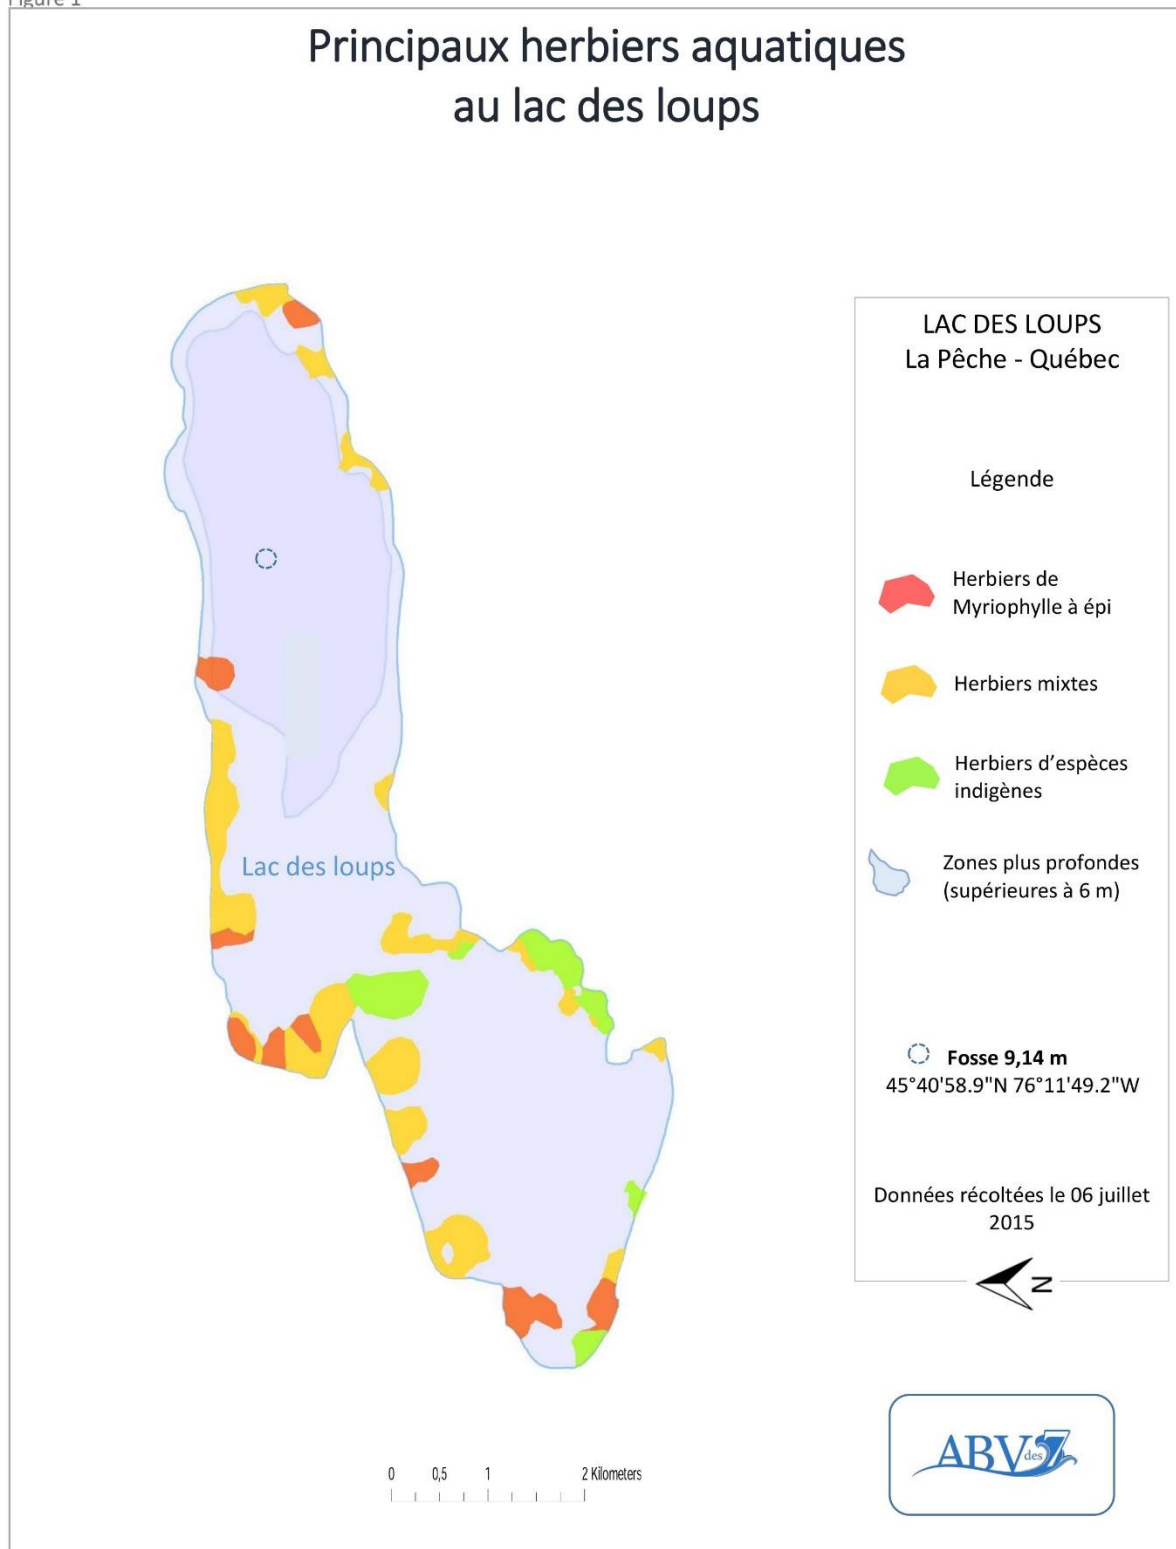 Figure 1
Principaux herbiers aquatiques
au lac des loups
LAC DES LOUPS
La Pêche - Québec
Légende
Herbiers de
Myriophylle à épi
Herbiers mixtes
Herbiers d'espèces
indigènes
Zones plus profondes
(supérieures à 6 m)
Lac des loups
Fosse 9,14 m
45°40'58.9"N 76°11'49.2"W
Données récoltées le 06 juillet
2015
N
0 0,5 1 2 Kilometers
ABV des 7